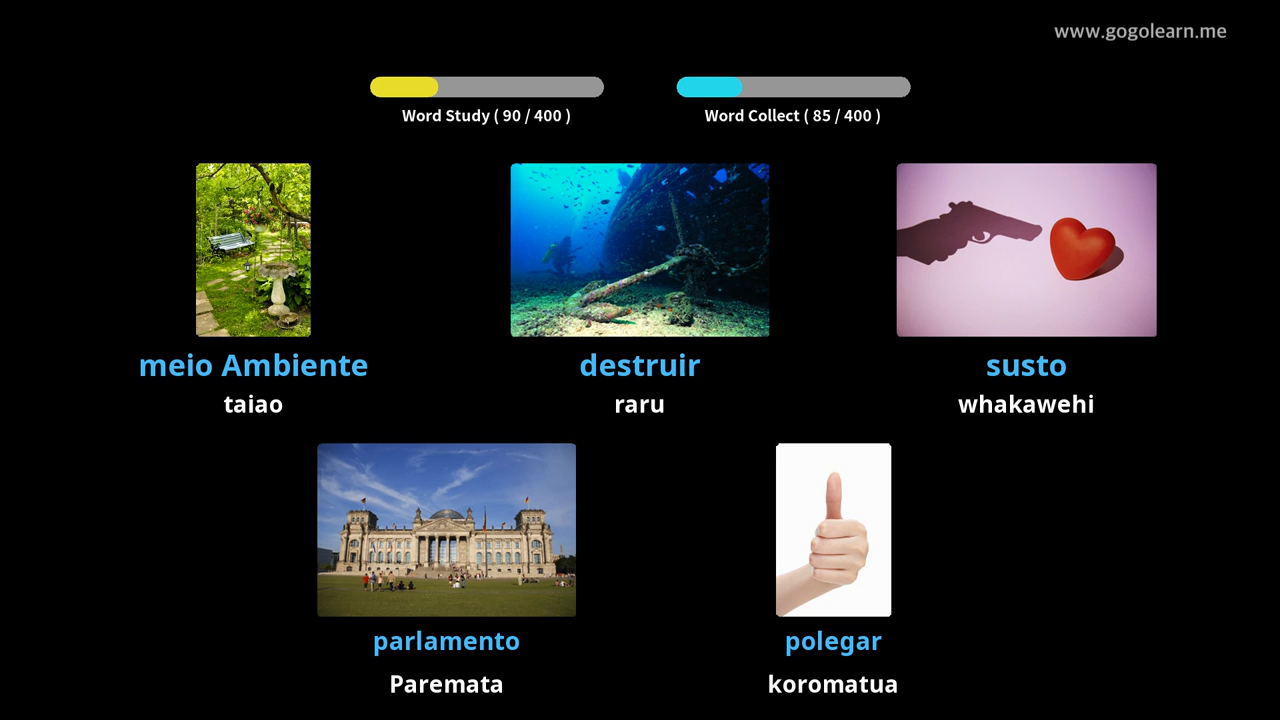 www.gogolearn.me
Word Study ( 90 / 400 )
Word Collect ( 85 / 400 )
meio Ambiente
taiao
destruir
raru
susto
whakawehi
parlamento
Paremata
polegar
koromatua